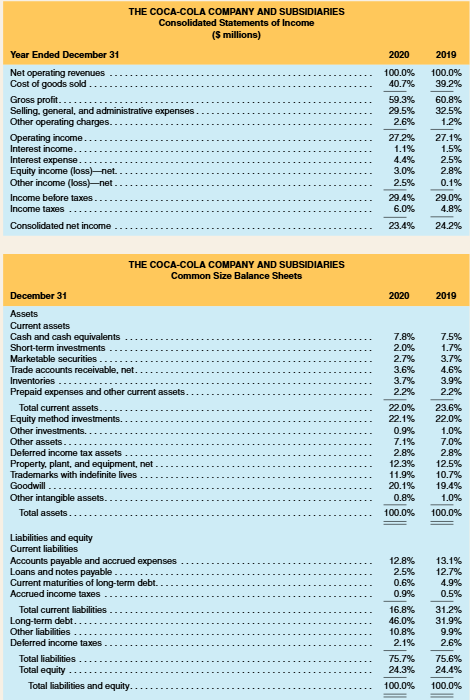 THE COCA-COLA COMPANY AND SUBSIDIARIES
Consolidated Statements of Income
($ millions)
Year Ended December 31 2020 2019
Net operating revenues 100.0% 100.0%
Cost of goods sold 40.7% 39.2%
Gross profit 59.3% 60.8%
Selling, general, and administrative expenses 29.5% 32.5%
Other operating charges 2.6% 1.2%
Operating income 27.2% 27.1%
Interest income 1.1% 1.5%
Interest expense 4.4% 2.5%
Equity income (loss)—net 3.0% 2.8%
Other income (loss)—net 2.5% 0.1%
Income before taxes 29.4% 29.0%
Income taxes 6.0% 4.8%
Consolidated net income 23.4% 24.2%
THE COCA-COLA COMPANY AND SUBSIDIARIES
Common Size Balance Sheets
December 31 2020 2019
Assets
Current assets
Cash and cash equivalents 7.8% 7.5%
Short-term investments 2.0% 1.7%
Marketable securities 2.7% 3.7%
Trade accounts receivable, net 3.6% 4.6%
Inventories 3.7% 3.9%
Prepaid expenses and other current assets 2.2% 2.2%
Total current assets 22.0% 23.6%
Equity method investments 22.1% 22.0%
Other investments 0.9% 1.0%
Other assets 7.1% 7.0%
Deferred income tax assets 2.8% 2.8%
Property, plant, and equipment, net 12.3% 12.5%
Trademarks with indefinite lives 11.9% 10.7%
Goodwill 20.1% 19.4%
Other intangible assets 0.8% 1.0%
Total assets 100.0% 100.0%
Liabilities and equity
Current liabilities
Accounts payable and accrued expenses 12.8% 13.1%
Loans and notes payable 2.5% 12.7%
Current maturities of long-term debt 0.6% 4.9%
Accrued income taxes 0.9% 0.5%
Total current liabilities 16.8% 31.2%
Long-term debt 46.0% 31.9%
Other liabilities 10.8% 9.9%
Deferred income taxes 2.1% 2.6%
Total liabilities 75.7% 75.6%
Total equity 24.3% 24.4%
Total liabilities and equity 100.0% 100.0%